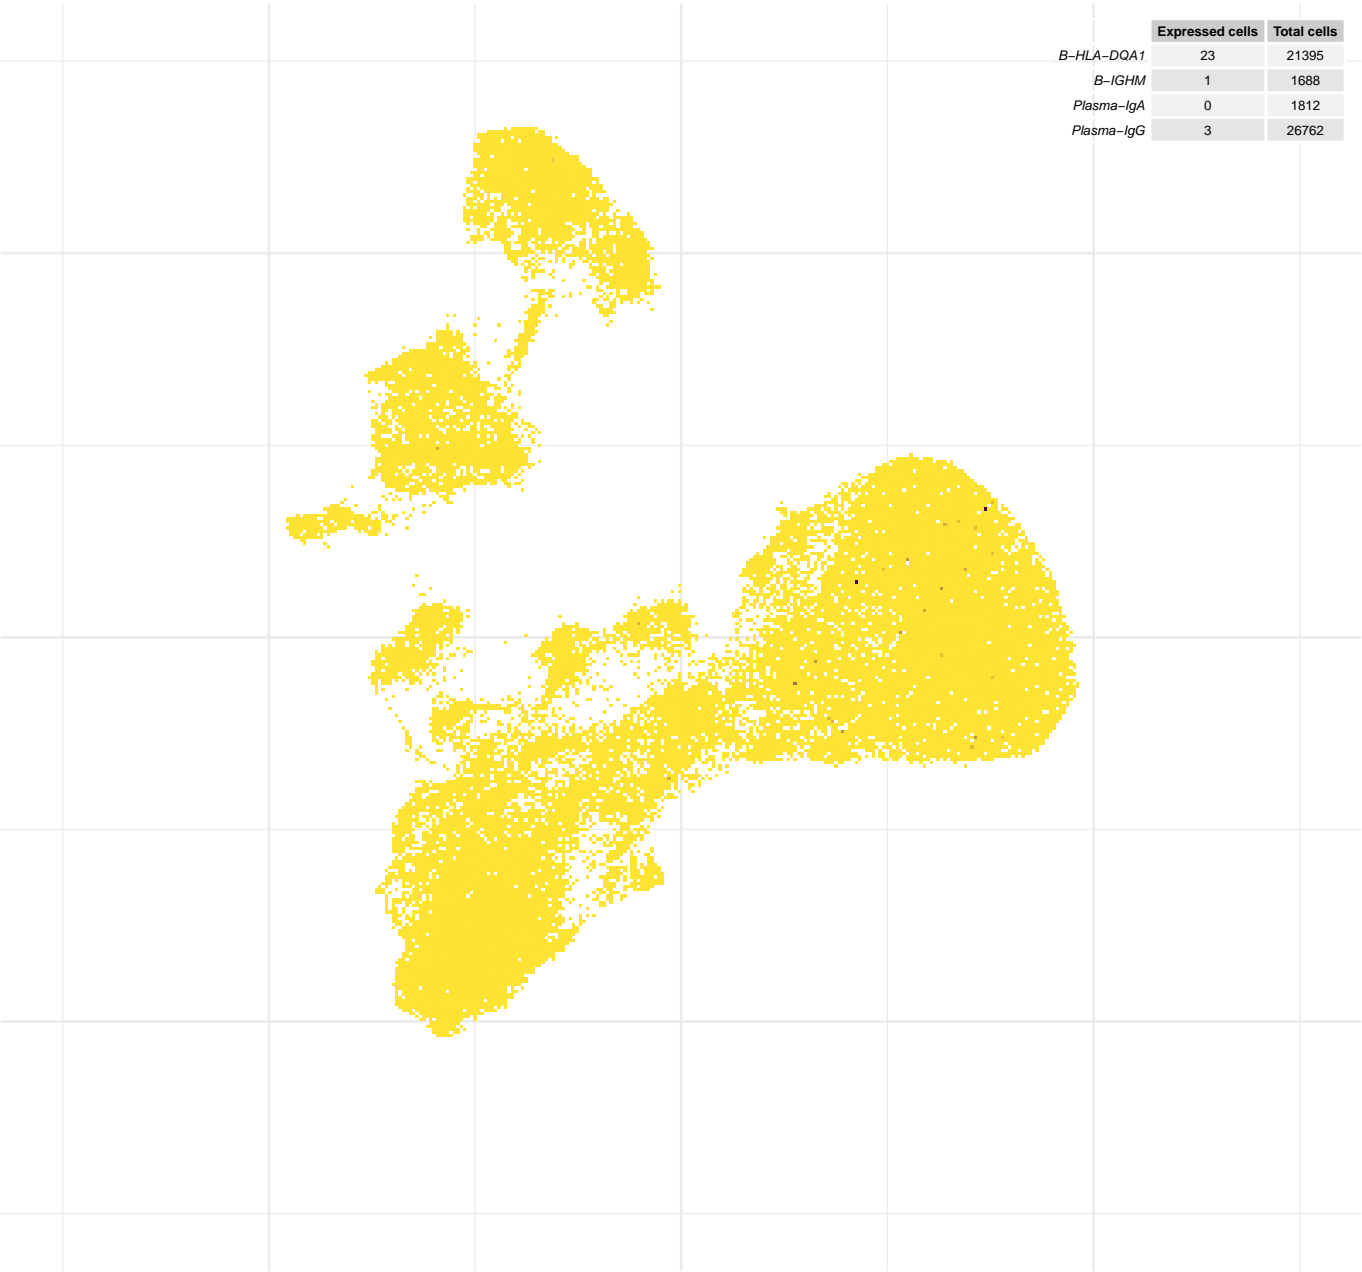 Expressed cells Total cells
B−HLA−DQA1 23 21395
B−IGHM 1 1688
Plasma−IgA 0 1812
Plasma−IgG 3 26762